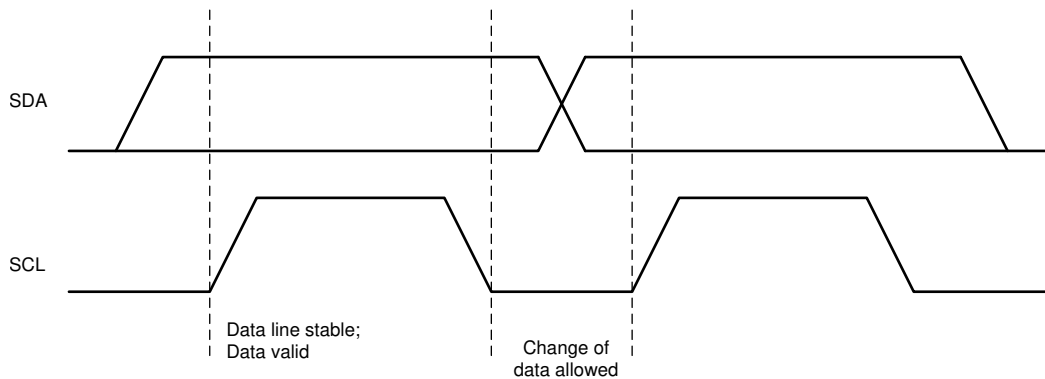 SDA
SCL
Data line stable;
Data valid
Change of
data allowed